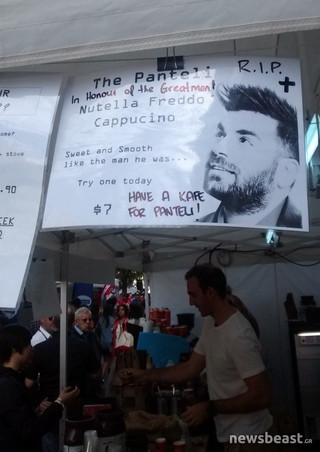 The Panteli
R.I.P.
In Honour of the Great man!
Nutella Freddo
Cappucino
Sweet and Smooth
like the man he was...
Try one today
$7
HAVE A KAFE
FOR PANTELI!
.90
newsbeast.GR